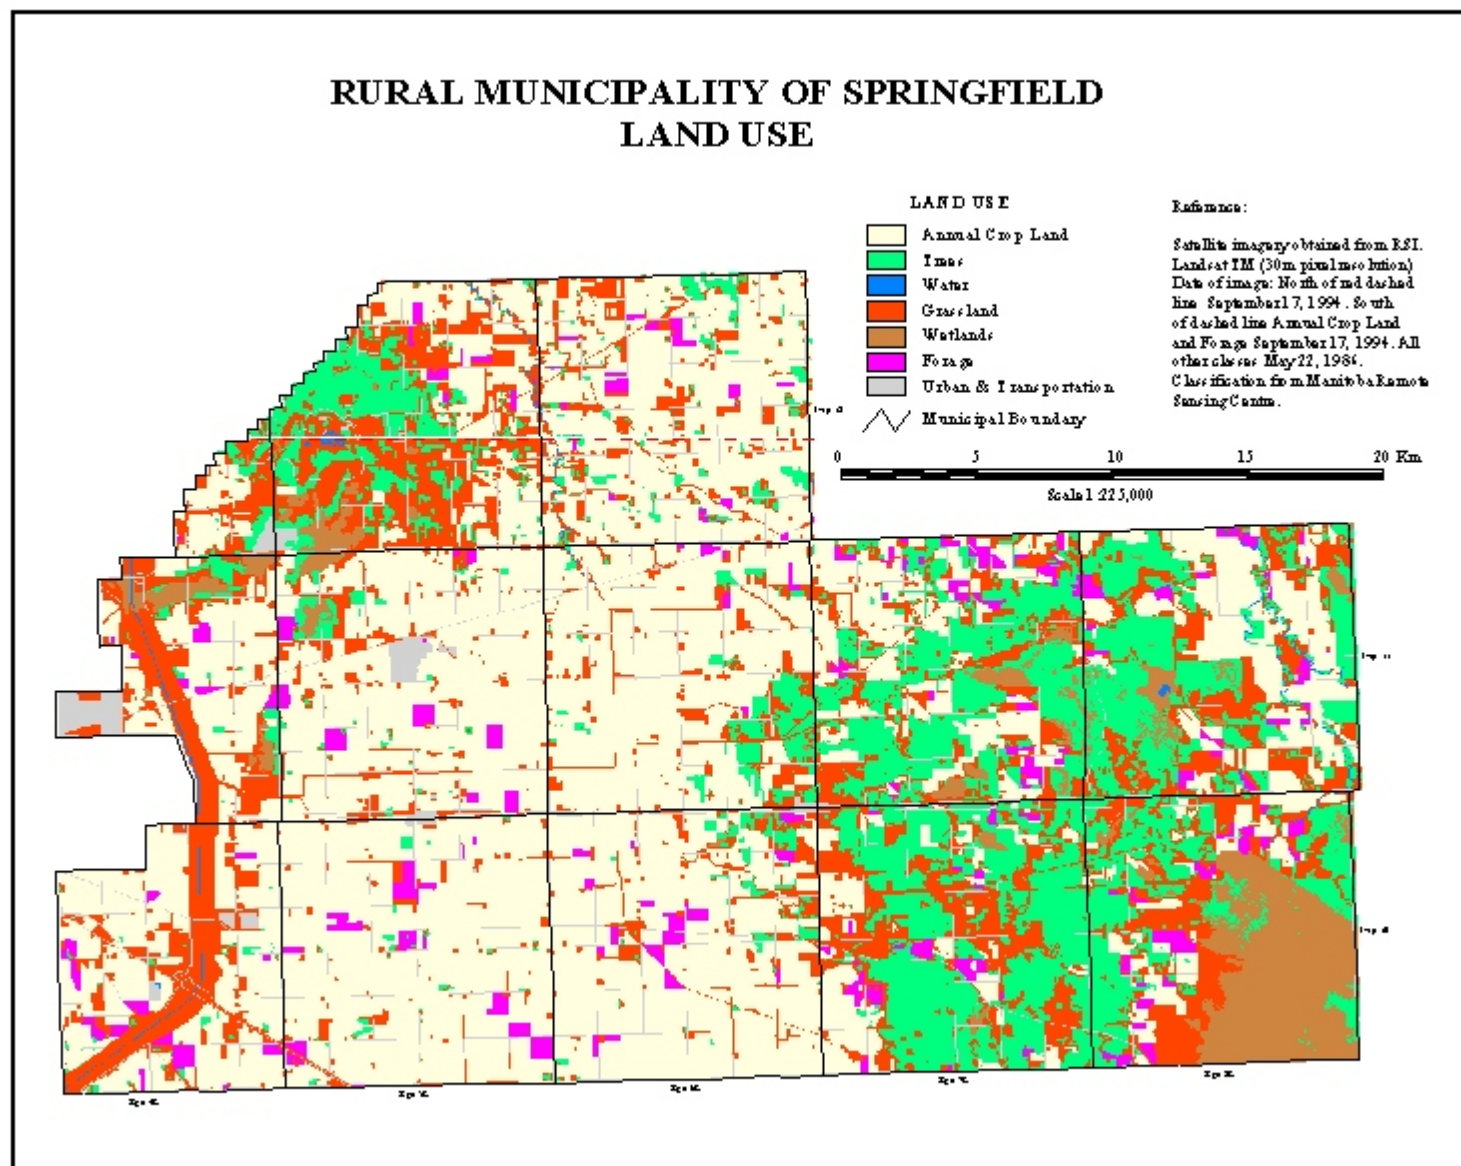 RURAL MUNICIPALITY OF SPRINGFIELD
LAND USE
LAND USE
Annual Crop Land
Trees
Water
Grassland
Wetlands
Forage
Urban & Transportation
Municipal Boundary
Reference:
Satellite imagery obtained from RSI.
Landsat TM (30m pixel resolution)
Date of image: North of red dashed
line September 17, 1994. South
of dashed line Annual Crop Land
and Forage September 17, 1994. All
other classes May 22, 1986.
Classification from Manitoba Remote
Sensing Centre.
0 5 10 15 20 Km
Scale 1:225,000